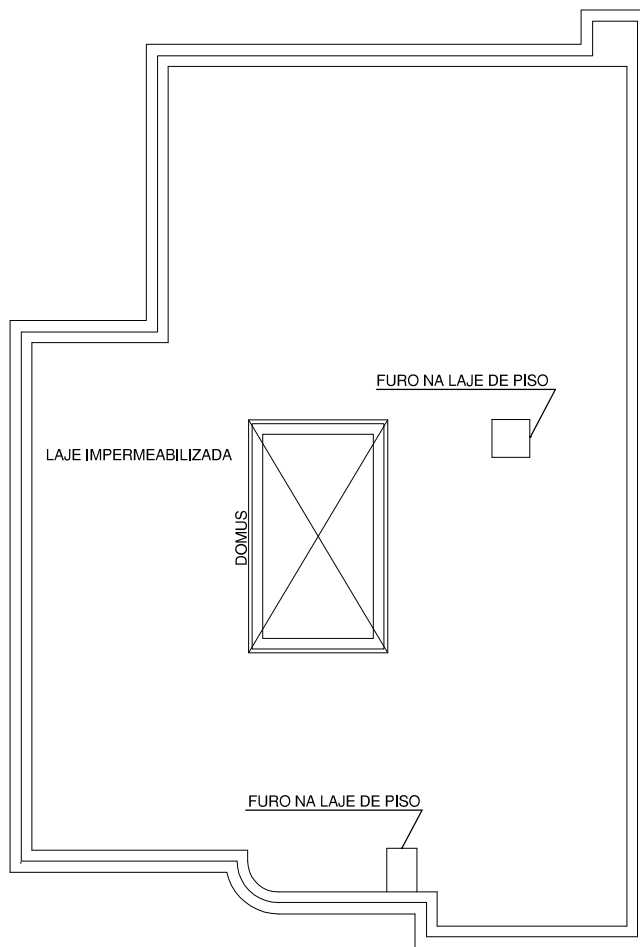 FURO NA LAJE DE PISO
LAJE IMPERMEABILIZADA
DOMUS
FURO NA LAJE DE PISO